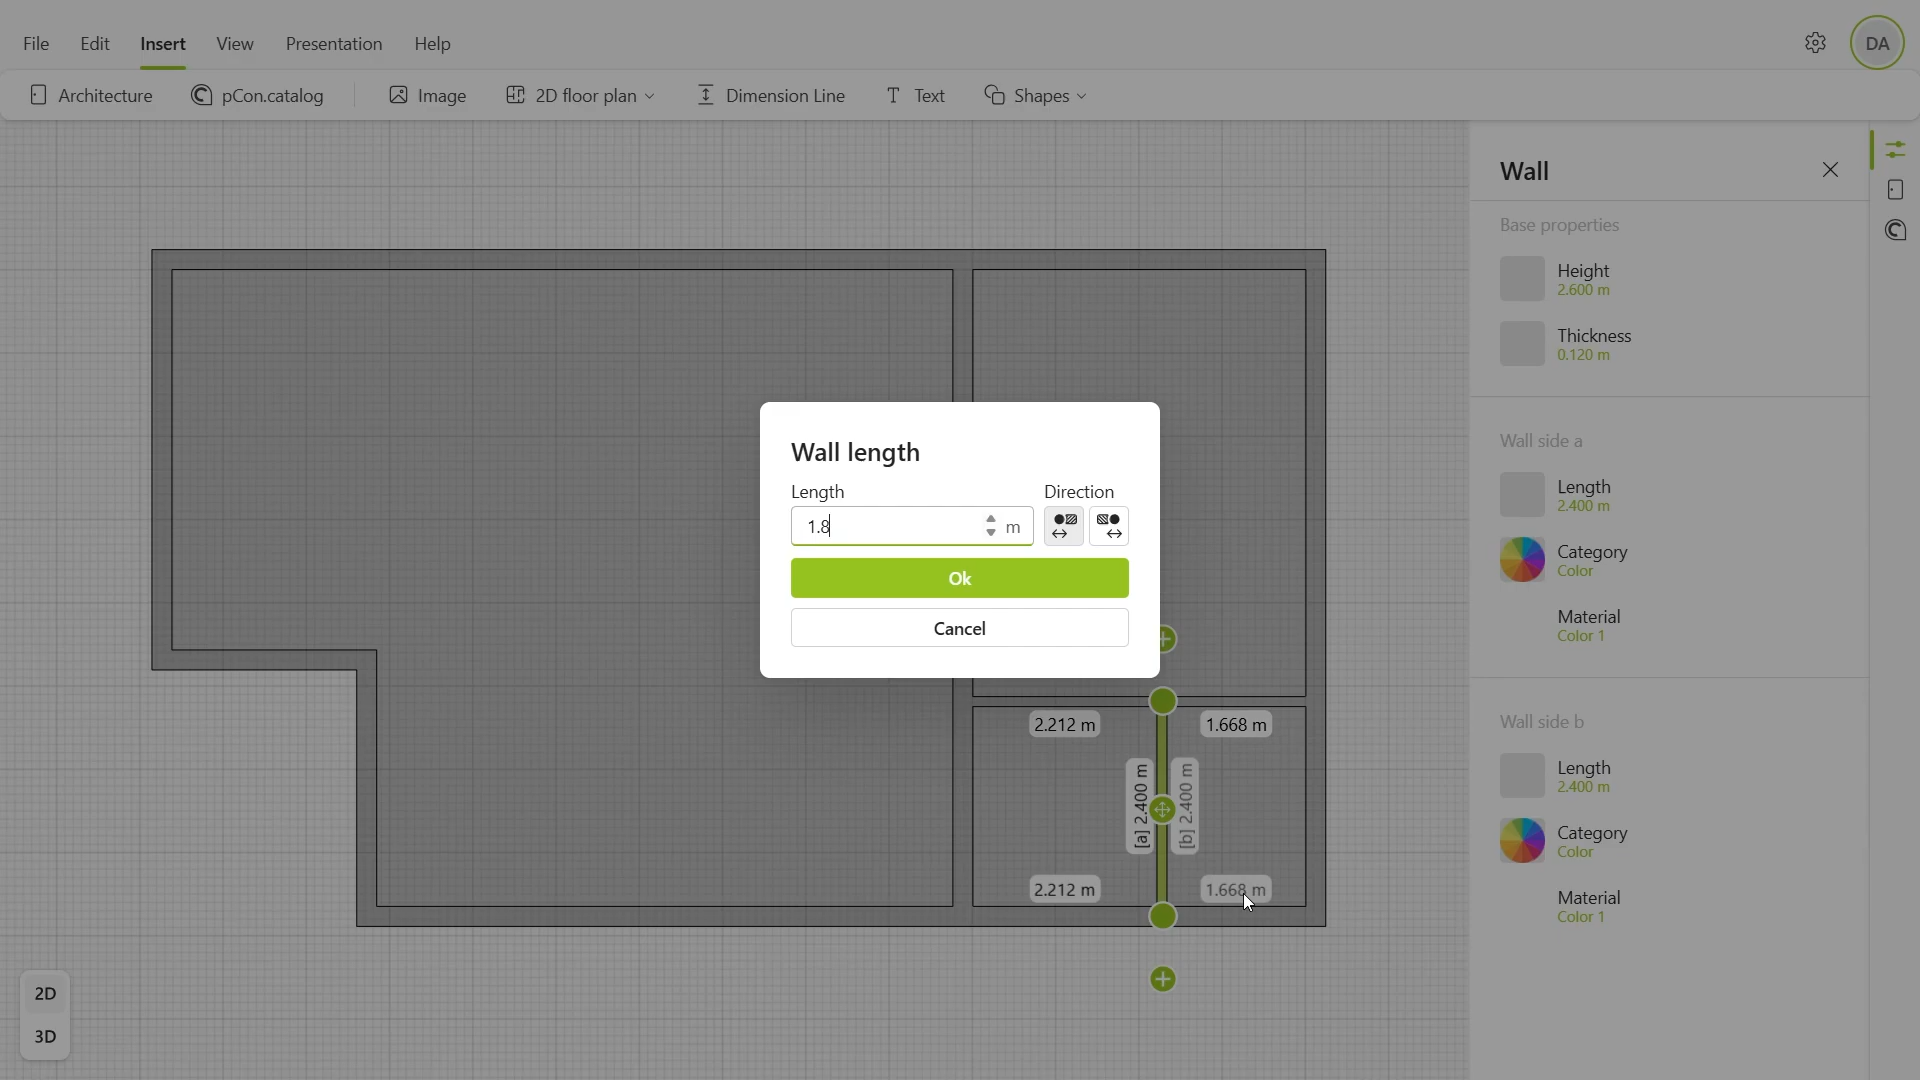 File Edit Insert View Presentation Help DA
Architecture pCon.catalog Image 2D floor plan Dimension Line Text Shapes
Wall
Base properties
Height
2.600 m
Thickness
0.120 m
Wall side a
Length
2.400 m
Category
Color
Material
Color 1
Wall side b
Length
2.400 m
Category
Color
Material
Color 1
Wall length
Length Direction
1.8 m
Ok
Cancel
2.212 m 1.668 m
[a] 2.400 m
[b] 2.400 m
2.212 m 1.668 m
2D
3D